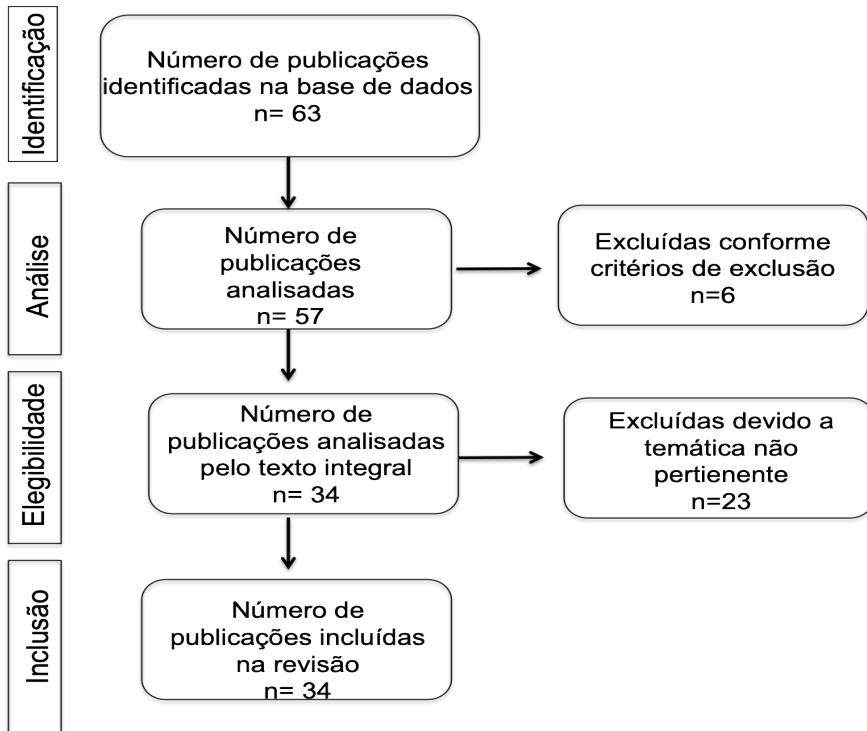 Identificação
Número de publicações
identificadas na base de dados
n= 63
Análise
Número de
publicações
analisadas
n= 57
Excluídas conforme
critérios de exclusão
n=6
Elegibilidade
Número de
publicações analisadas
pelo texto integral
n= 34
Excluídas devido a
temática não
pertienente
n=23
Inclusão
Número de
publicações incluídas
na revisão
n= 34